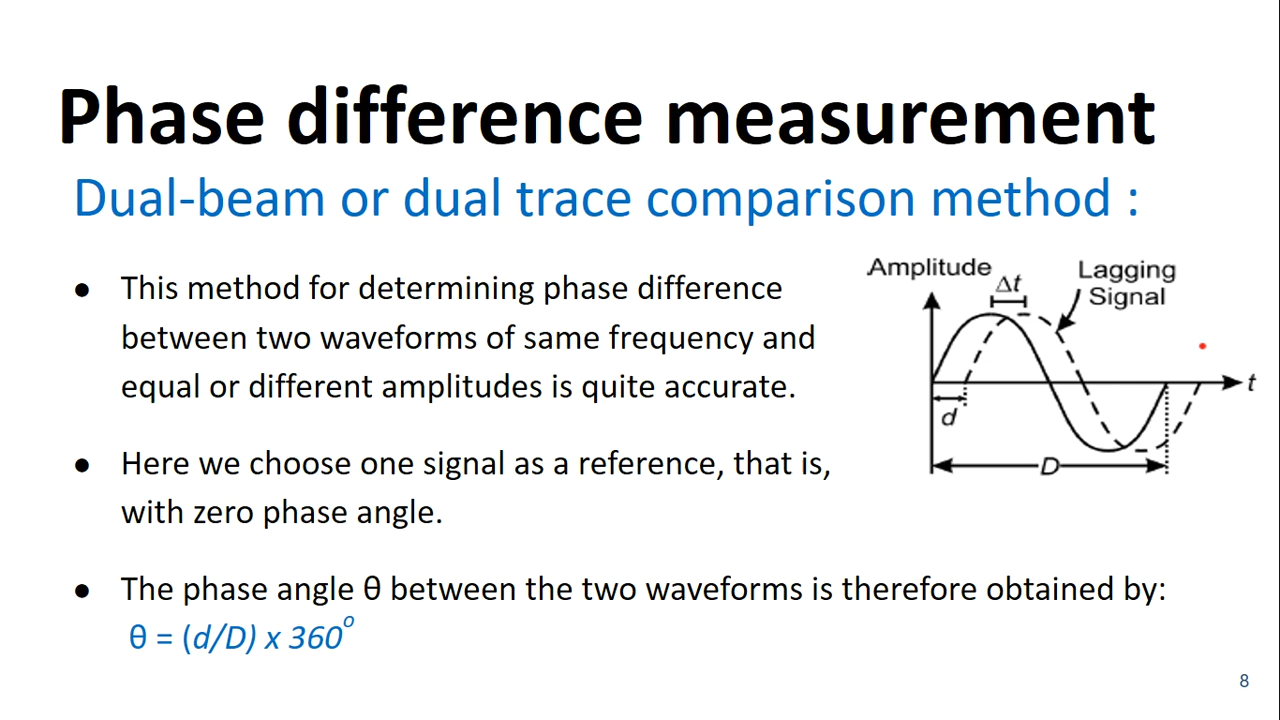 Phase difference measurement
Dual-beam or dual trace comparison method :
● This method for determining phase difference
between two waveforms of same frequency and
equal or different amplitudes is quite accurate.
● Here we choose one signal as a reference, that is,
with zero phase angle.
● The phase angle θ between the two waveforms is therefore obtained by:
θ = (d/D) x 360°
Amplitude
Δt
Lagging
Signal
t
d
D
8